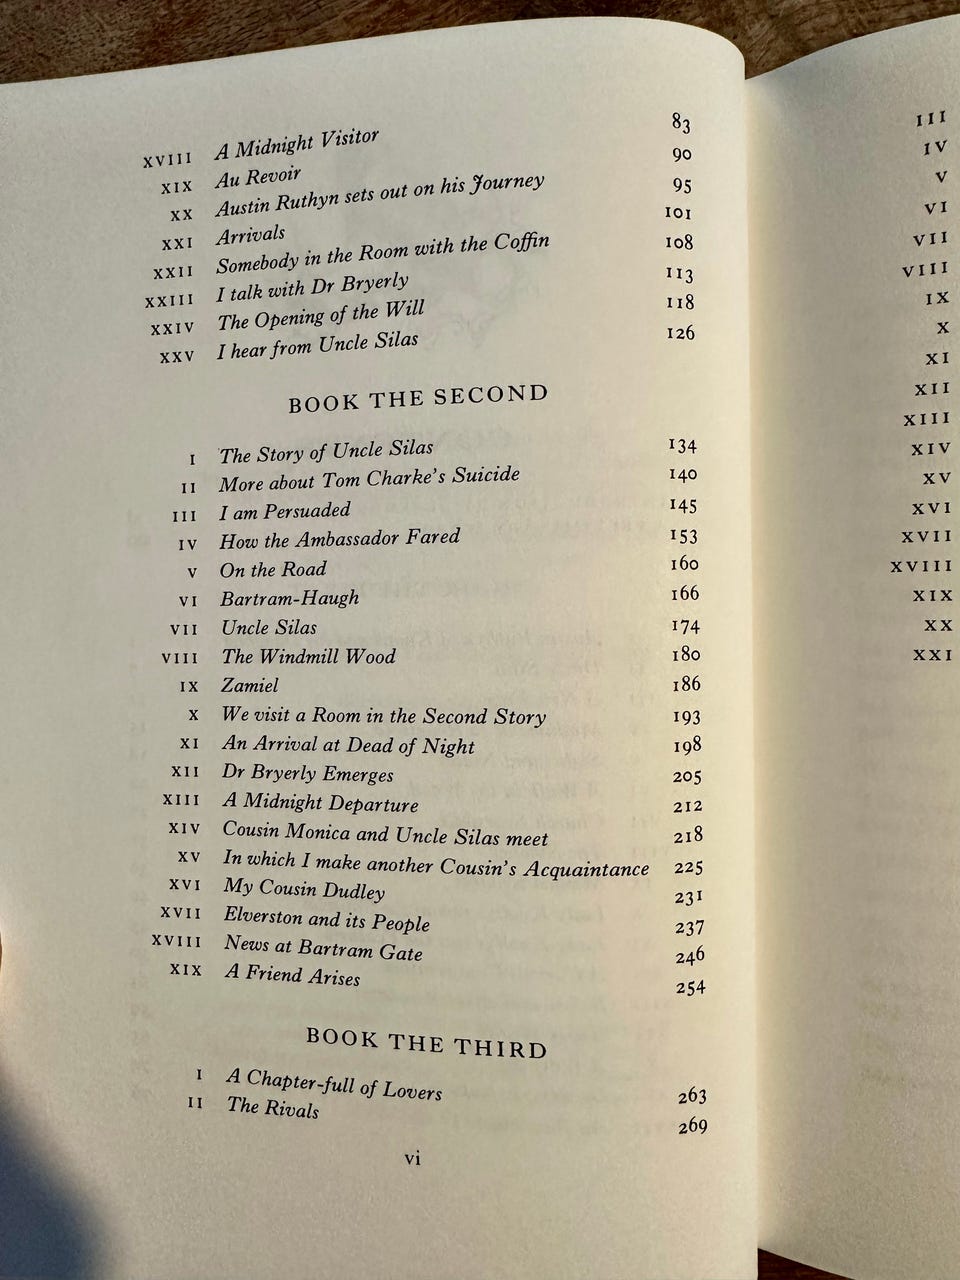 XVIII A Midnight Visitor 83
XIX Au Revoir 90
XX Austin Ruthyn sets out on his Journey 95
XXI Arrivals 101
XXII Somebody in the Room with the Coffin 108
XXIII I talk with Dr Bryerly 113
XXIV The Opening of the Will 118
XXV I hear from Uncle Silas 126
BOOK THE SECOND
I The Story of Uncle Silas 134
II More about Tom Charke's Suicide 140
III I am Persuaded 145
IV How the Ambassador Fared 153
V On the Road 160
VI Bartram-Haugh 166
VII Uncle Silas 174
VIII The Windmill Wood 180
IX Zamiel 186
X We visit a Room in the Second Story 193
XI An Arrival at Dead of Night 198
XII Dr Bryerly Emerges 205
XIII A Midnight Departure 212
XIV Cousin Monica and Uncle Silas meet 218
XV In which I make another Cousin's Acquaintance 225
XVI My Cousin Dudley 231
XVII Elverston and its People 237
XVIII News at Bartram Gate 246
XIX A Friend Arises 254
BOOK THE THIRD
I A Chapter-full of Lovers 263
II The Rivals 269
vi
III
IV
V
VI
VII
VIII
IX
X
XI
XII
XIII
XIV
XV
XVI
XVII
XVIII
XIX
XX
XXI